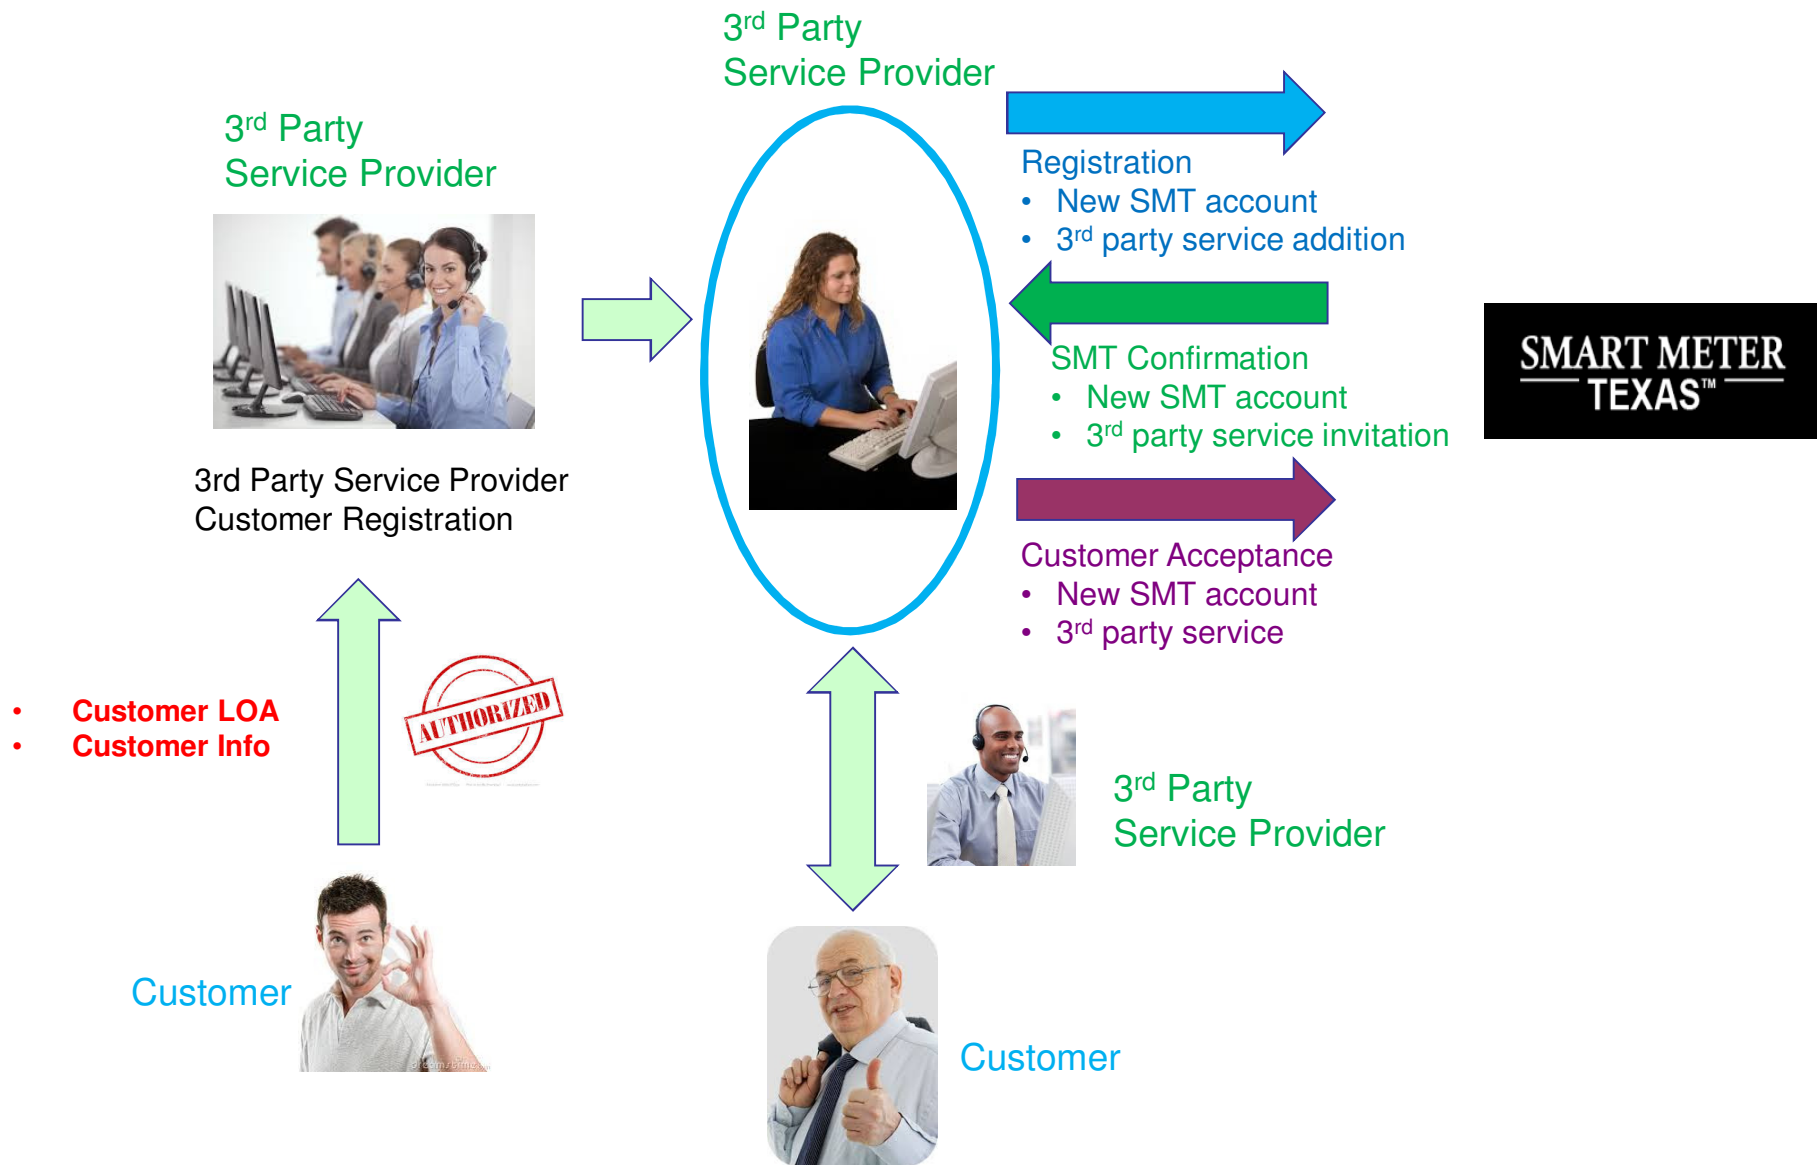 3rd Party
Service Provider
3rd Party
Service Provider
Registration
• New SMT account
• 3rd party service addition
SMT Confirmation
• New SMT account
• 3rd party service invitation
SMART METER
TEXAS™
3rd Party Service Provider
Customer Registration
Customer Acceptance
• New SMT account
• 3rd party service
• Customer LOA
• Customer Info
AUTHORIZED
3rd Party
Service Provider
Customer
Customer